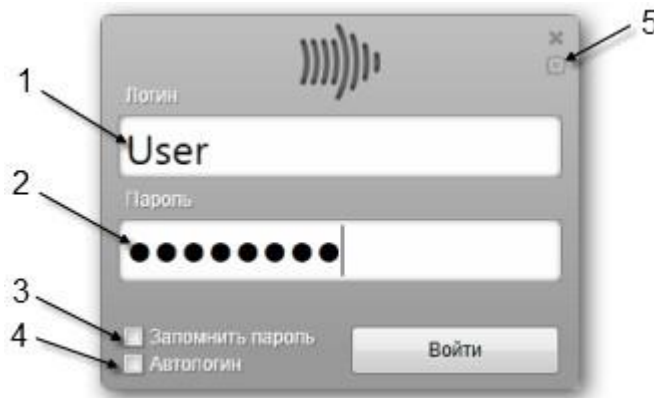 5
1
Логин
User
2
Пароль
3
Запомнить пароль
4
Автологин
Войти